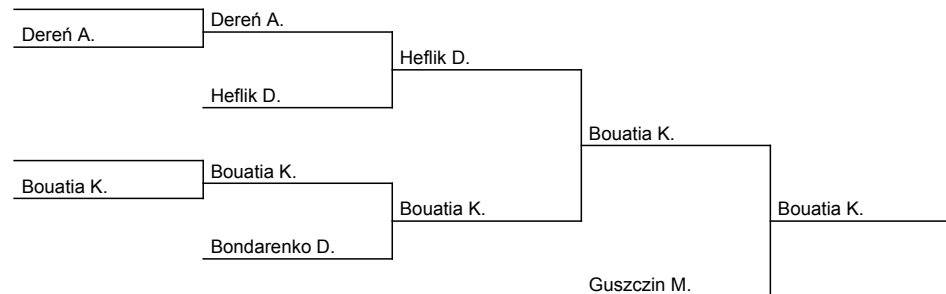 Dereń A.
Dereń A.
Heflik D.
Heflik D.
Bouatia K.
Bouatia K.
Bouatia K.
Bouatia K.
Bouatia K.
Bondarenko D.
Guszczin M.